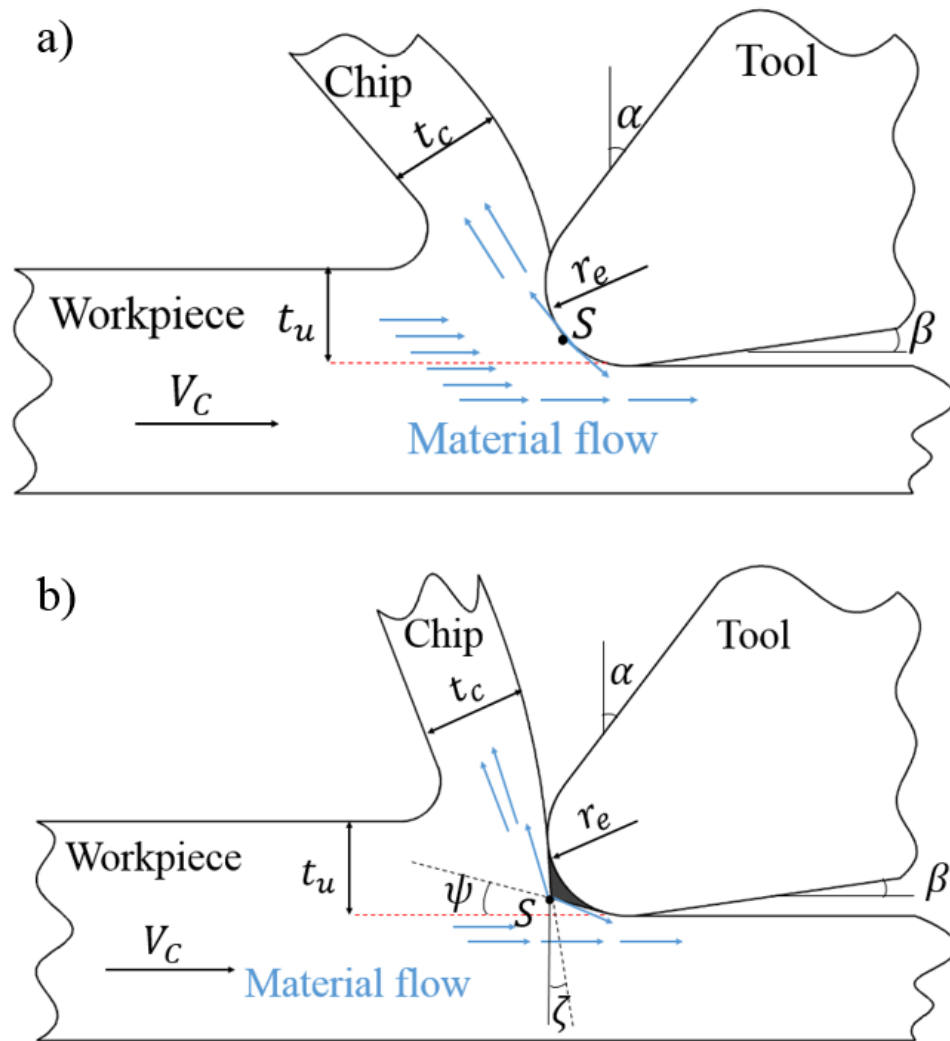 a)
Chip
Tool
t_c
α
r_e
S
Workpiece
t_u
β
V_C
Material flow
b)
Chip
Tool
α
t_c
r_e
Workpiece
t_u
ψ
S
β
V_C
Material flow
ζ